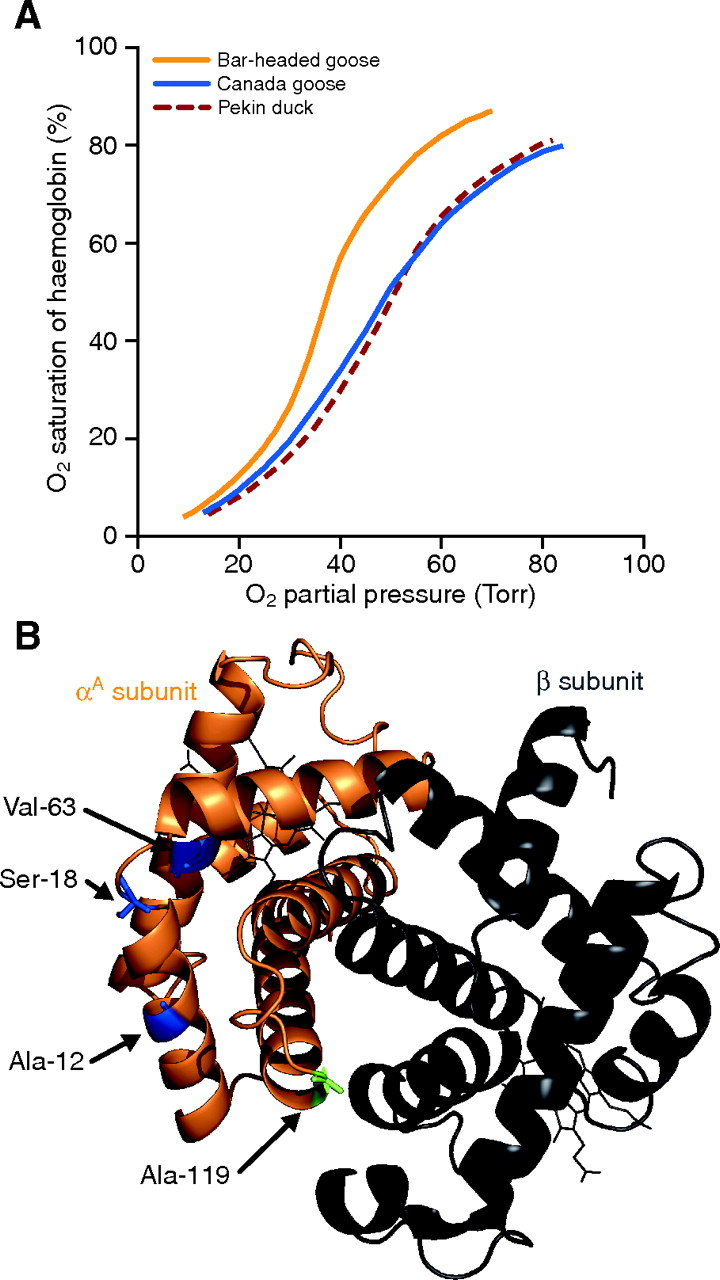 A
100
80
60
40
20
0
O2 saturation of haemoglobin (%)
Bar-headed goose
Canada goose
Pekin duck
0 20 40 60 80 100
O2 partial pressure (Torr)
B
αA subunit
β subunit
Val-63
Ser-18
Ala-12
Ala-119